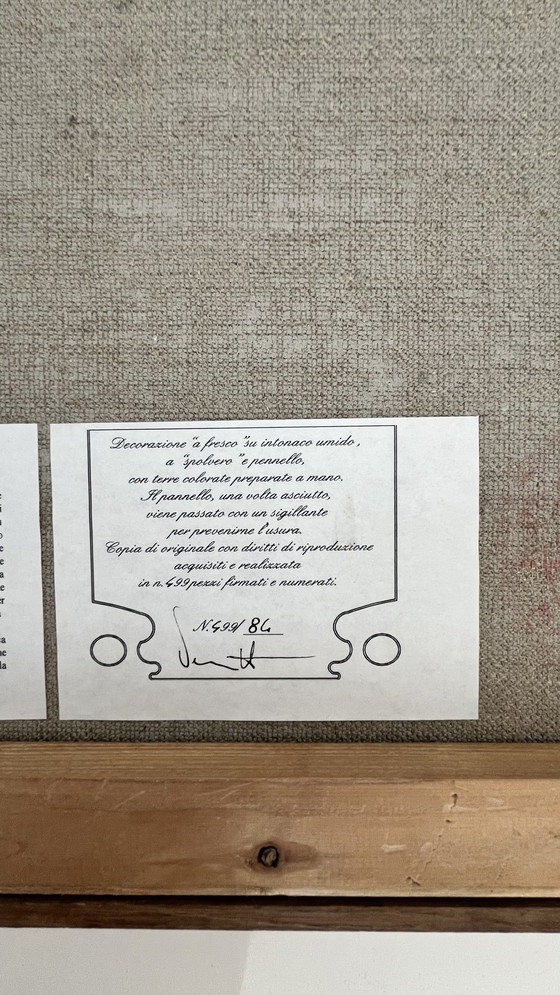 Decorazione "a fresco" su intonaco umido,
a "spolvero" e pennello,
con terre colorate preparate a mano.
Il pannello, una volta asciutto,
viene passato con un sigillante
per prevenirne l'usura.
Copia di originale con diritti di riproduzione
acquisiti e realizzata
in n. 499 pezzi firmati e numerati.
N. 499/